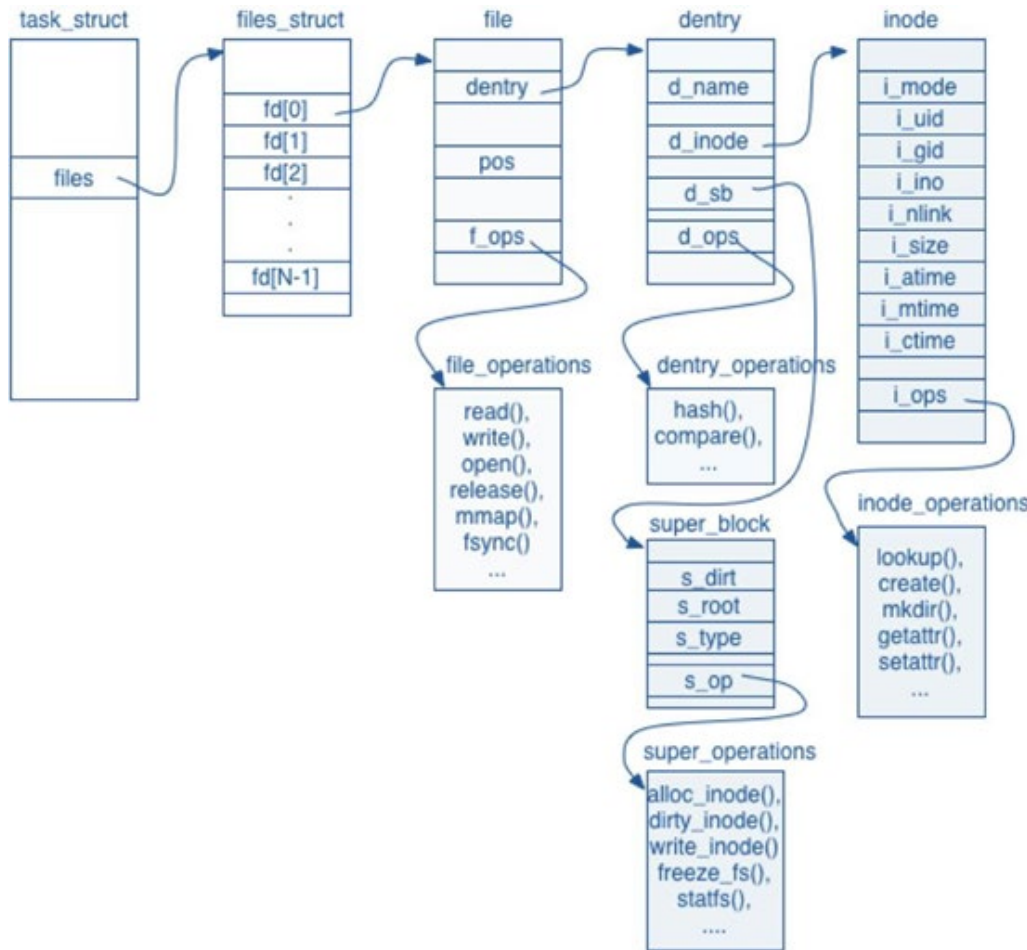 task_struct
files
files_struct
fd[0]
fd[1]
fd[2]
.
.
.
fd[N-1]
file
dentry
pos
f_ops
file_operations
read(),
write(),
open(),
release(),
mmap(),
fsync()
...
dentry
d_name
d_inode
d_sb
d_ops
dentry_operations
hash(),
compare(),
...
super_block
s_dirt
s_root
s_type
s_op
super_operations
alloc_inode(),
dirty_inode(),
write_inode()
freeze_fs(),
statfs(),
....
inode
i_mode
i_uid
i_gid
i_ino
i_nlink
i_size
i_atime
i_mtime
i_ctime
i_ops
inode_operations
lookup(),
create(),
mkdir(),
getattr(),
setattr(),
...